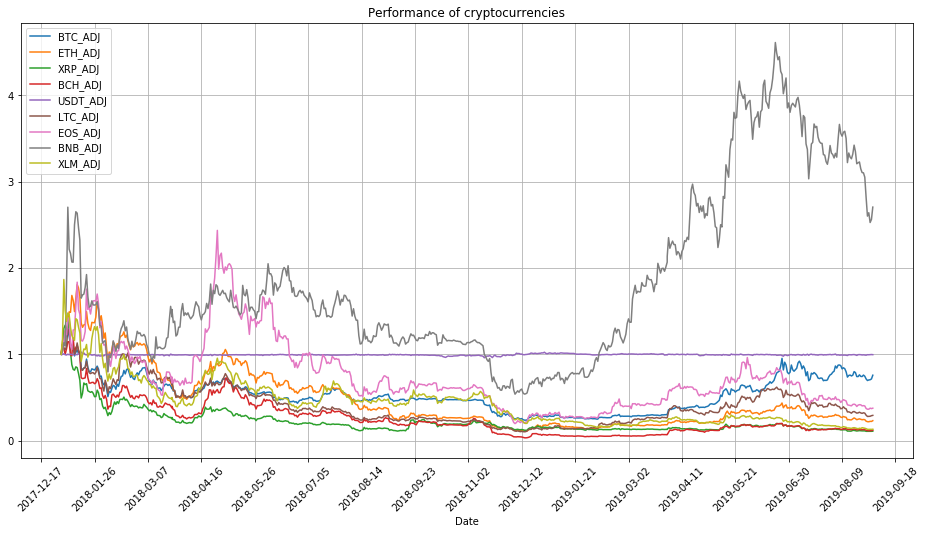 Performance of cryptocurrencies
BTC_ADJ
ETH_ADJ
XRP_ADJ
BCH_ADJ
USDT_ADJ
LTC_ADJ
EOS_ADJ
BNB_ADJ
XLM_ADJ
4
3
2
1
0
2017-12-17
2018-01-26
2018-03-07
2018-04-16
2018-05-26
2018-07-05
2018-08-14
2018-09-23
2018-11-02
2018-12-12
2019-01-21
2019-03-02
2019-04-11
2019-05-21
2019-06-30
2019-08-09
2019-09-18
Date